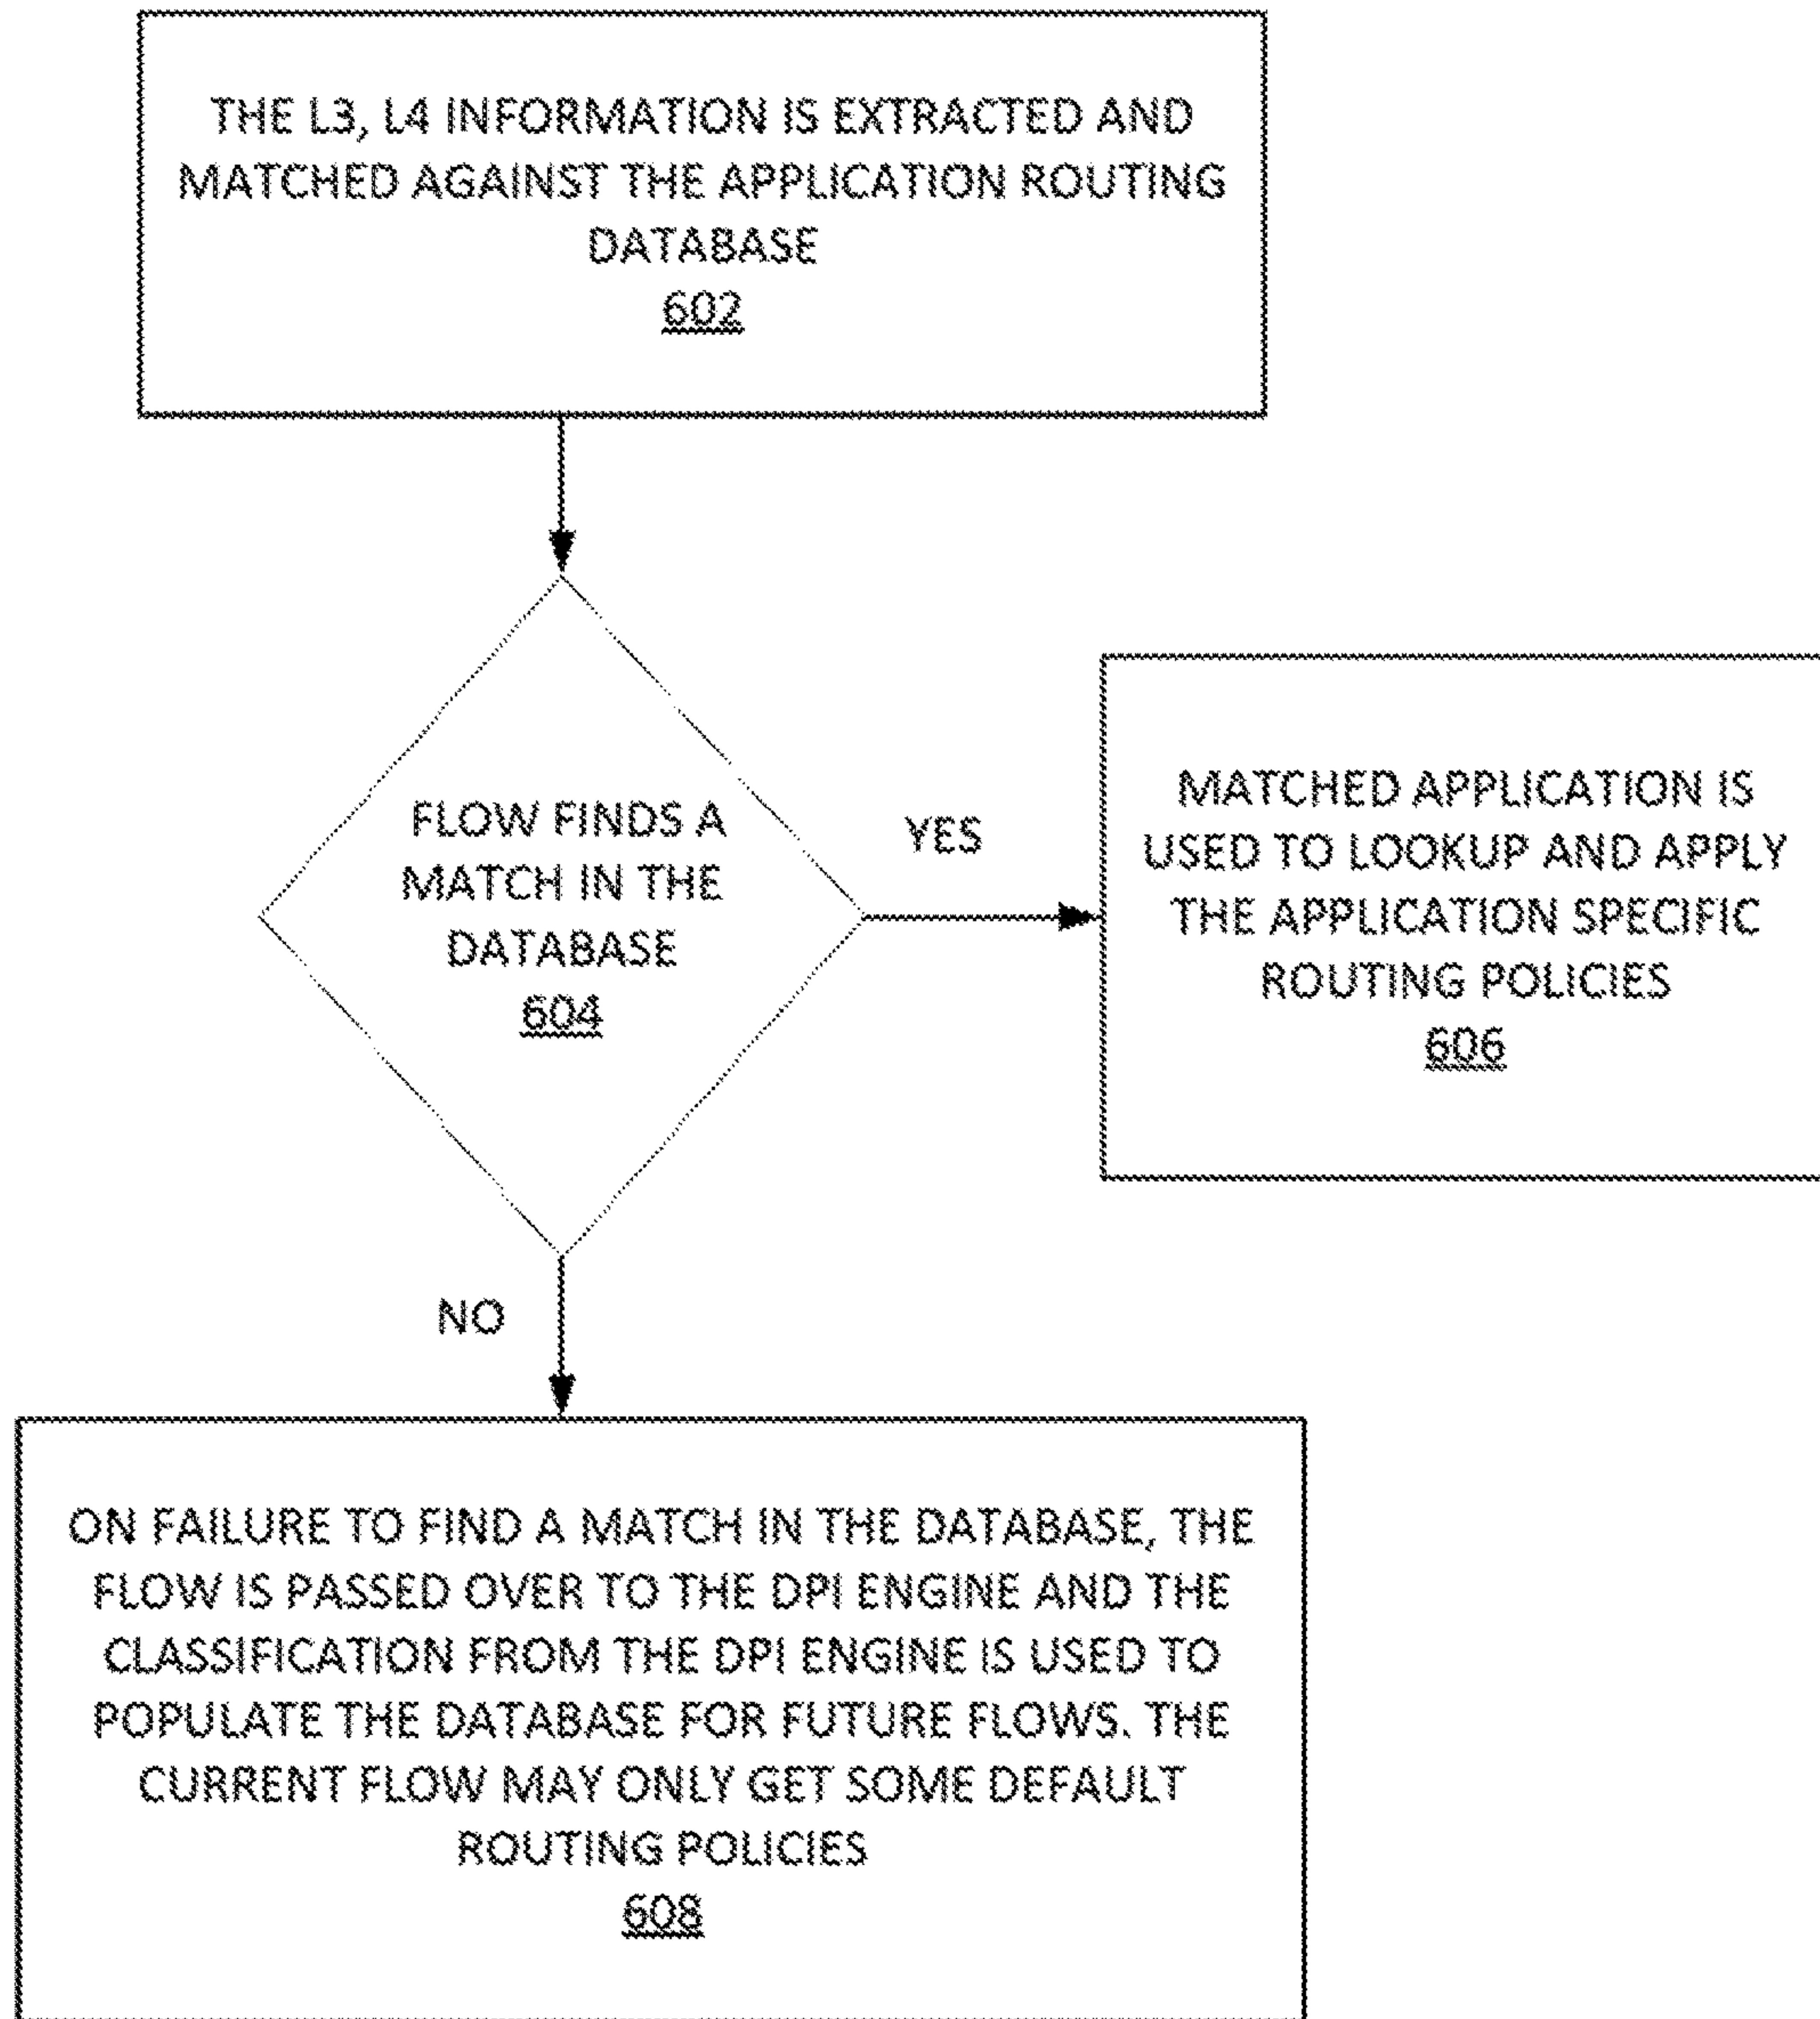 THE L3, L4 INFORMATION IS EXTRACTED AND
MATCHED AGAINST THE APPLICATION ROUTING
DATABASE
602
FLOW FINDS A
MATCH IN THE
DATABASE
604
YES
MATCHED APPLICATION IS
USED TO LOOKUP AND APPLY
THE APPLICATION SPECIFIC
ROUTING POLICIES
606
NO
ON FAILURE TO FIND A MATCH IN THE DATABASE, THE
FLOW IS PASSED OVER TO THE DPI ENGINE AND THE
CLASSIFICATION FROM THE DPI ENGINE IS USED TO
POPULATE THE DATABASE FOR FUTURE FLOWS. THE
CURRENT FLOW MAY ONLY GET SOME DEFAULT
ROUTING POLICIES
608